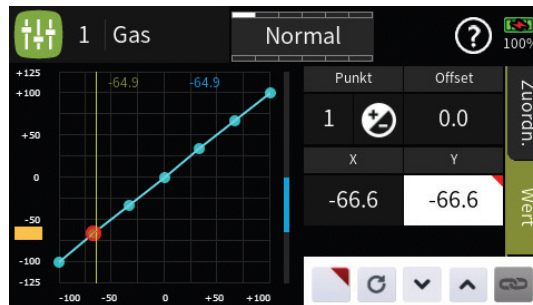 1 Gas Normal ? 100%
+125 -64.9 -64.9
+100
+50
0
-50
-100
-125
-100 -50 0 +50 +100
Punkt Offset
1 0.0
X Y
-66.6 -66.6
Zuordn.
Wert